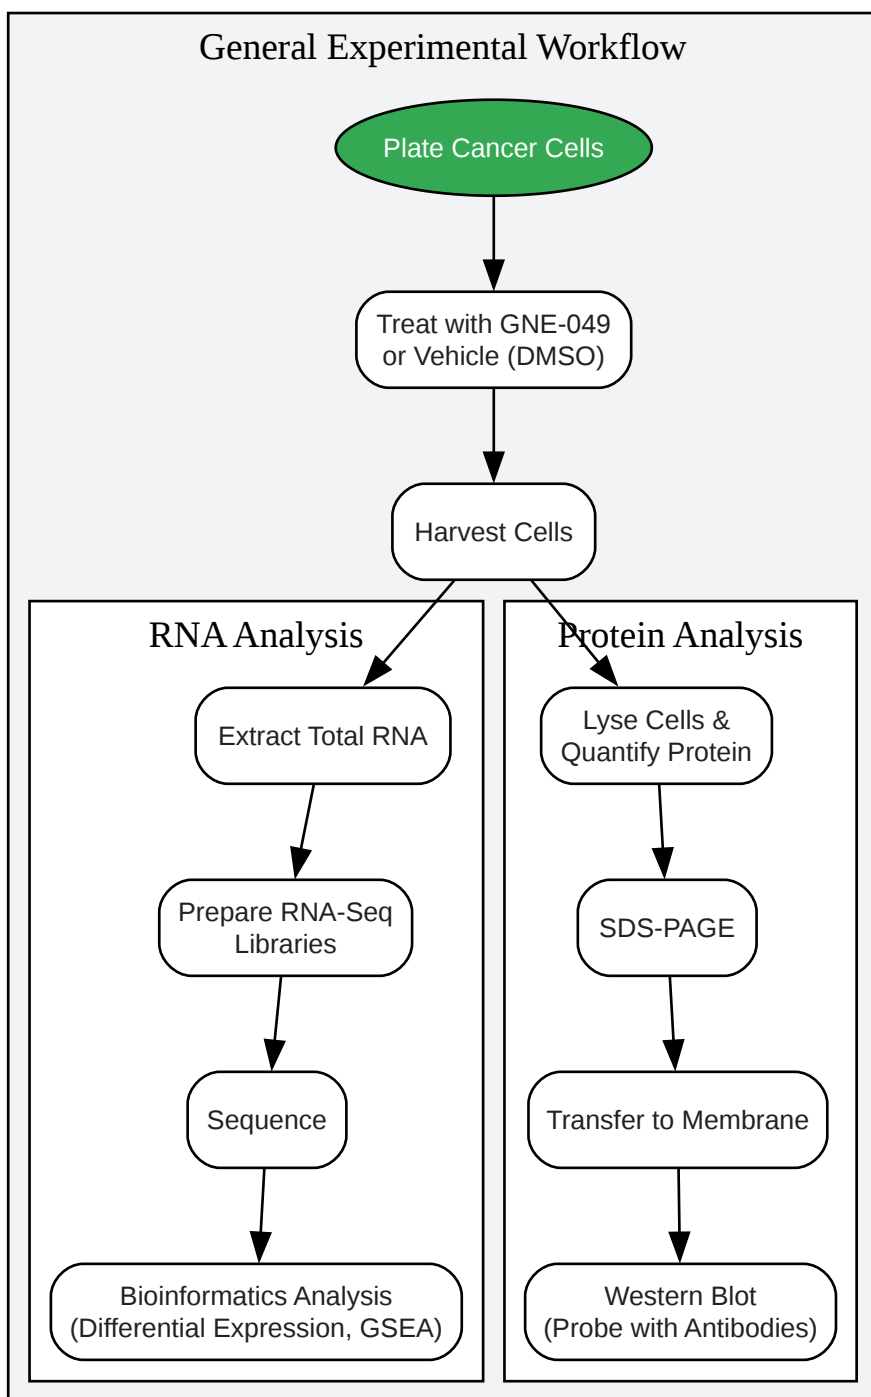 General Experimental Workflow
Plate Cancer Cells
Treat with GNE-049
or Vehicle (DMSO)
Harvest Cells
RNA Analysis
Extract Total RNA
Prepare RNA-Seq
Libraries
Sequence
Bioinformatics Analysis
(Differential Expression, GSEA)
Protein Analysis
Lyse Cells &
Quantify Protein
SDS-PAGE
Transfer to Membrane
Western Blot
(Probe with Antibodies)